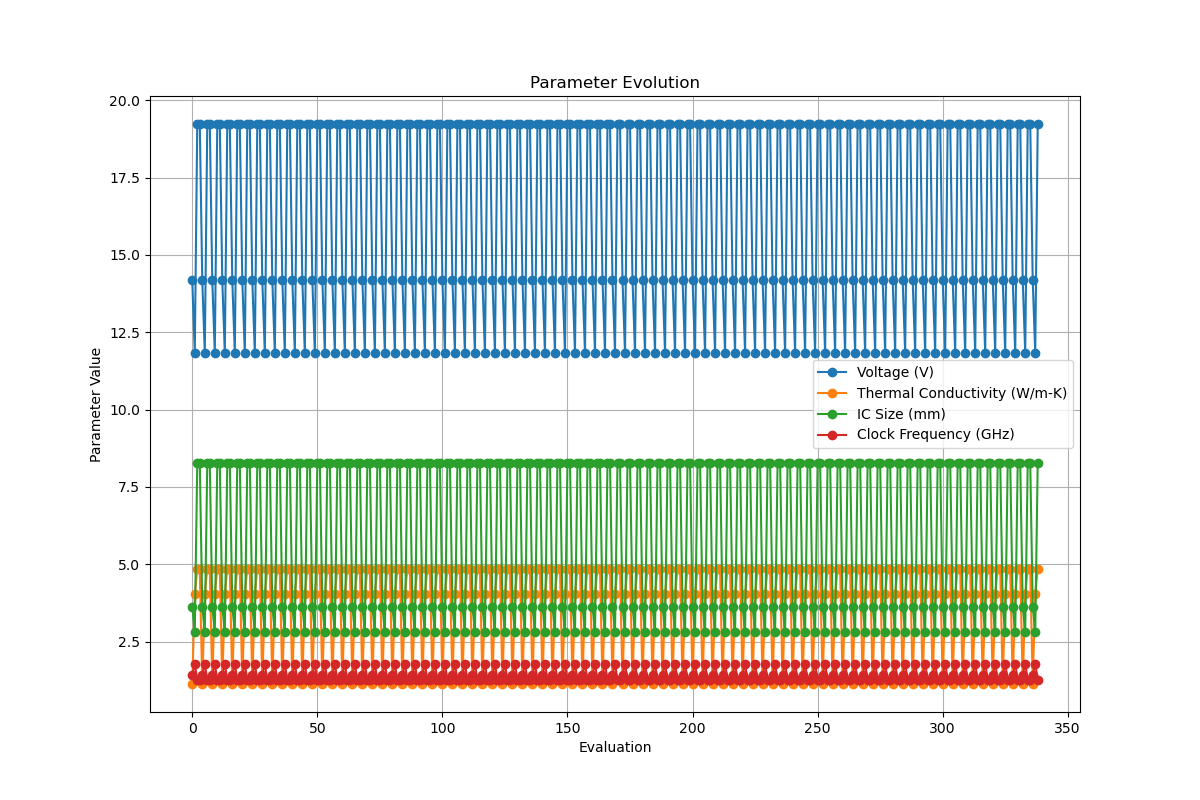 Parameter Evolution
20.0
17.5
15.0
12.5
10.0
7.5
5.0
2.5
Parameter Value
Voltage (V)
Thermal Conductivity (W/m-K)
IC Size (mm)
Clock Frequency (GHz)
0 50 100 150 200 250 300 350
Evaluation